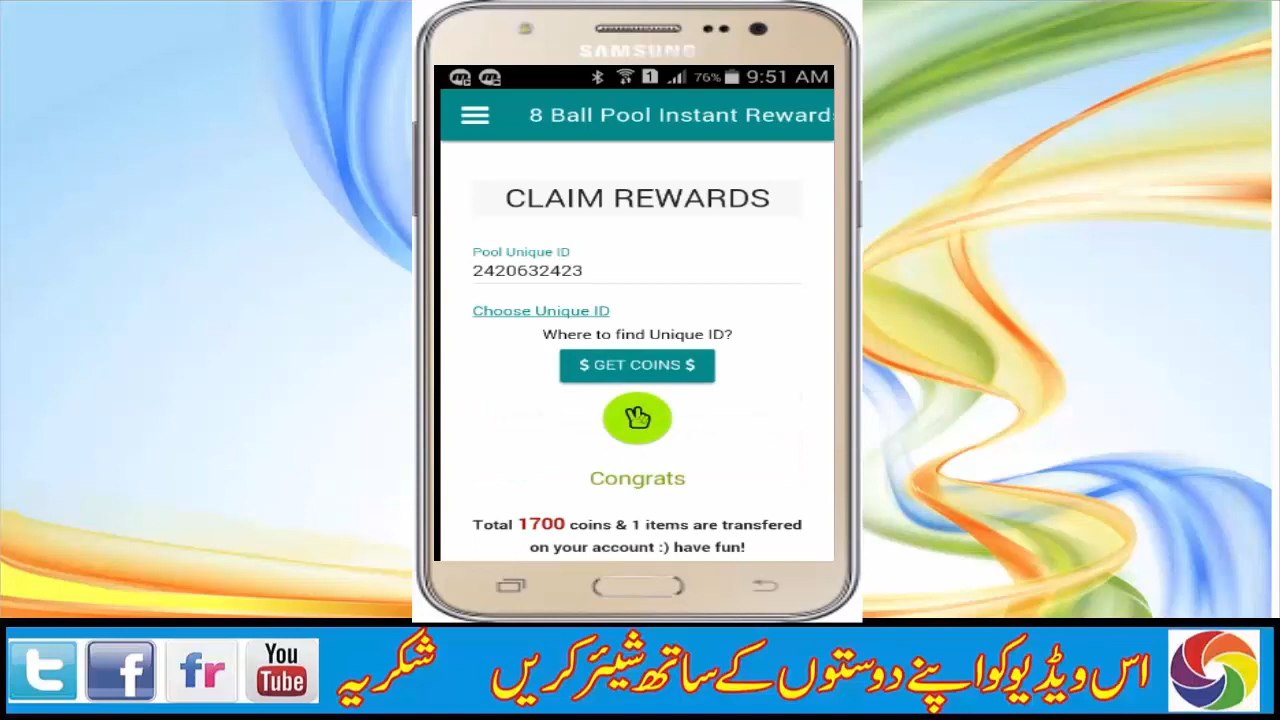 SAMSUNG
1 76% 9:51 AM
8 Ball Pool Instant Reward
CLAIM REWARDS
Pool Unique ID
2420632423
Choose Unique ID
Where to find Unique ID?
$ GET COINS $
Congrats
Total 1700 coins & 1 items are transfered
on your account :) have fun!
t f fr You Tube اس ویڈیو کو اپنے دوستوں کے ساتھ شیئر کریں شکریہ